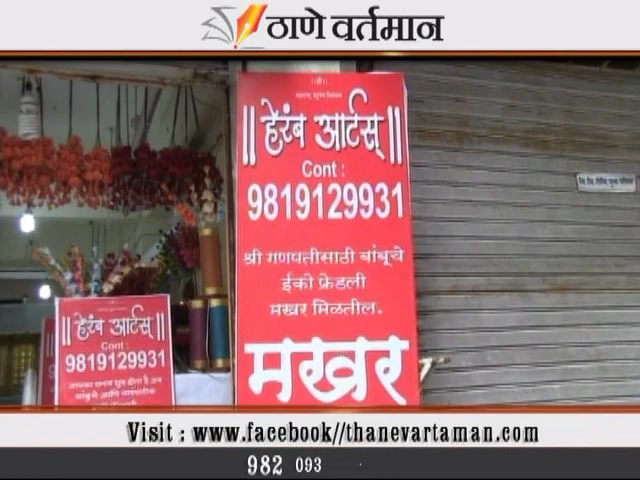 ठाणे वर्तमान
॥श्री॥
|| हेरंब आर्टस् ||
Cont :
9819129931
श्री गणपतीसाठी बांबूचे
ईको फ्रेंडली
मखर मिळतील.
मखर
|| हेरंब आर्टस् ||
Cont :
9819129931
Visit : www.facebook//thanevartaman.com
982 093